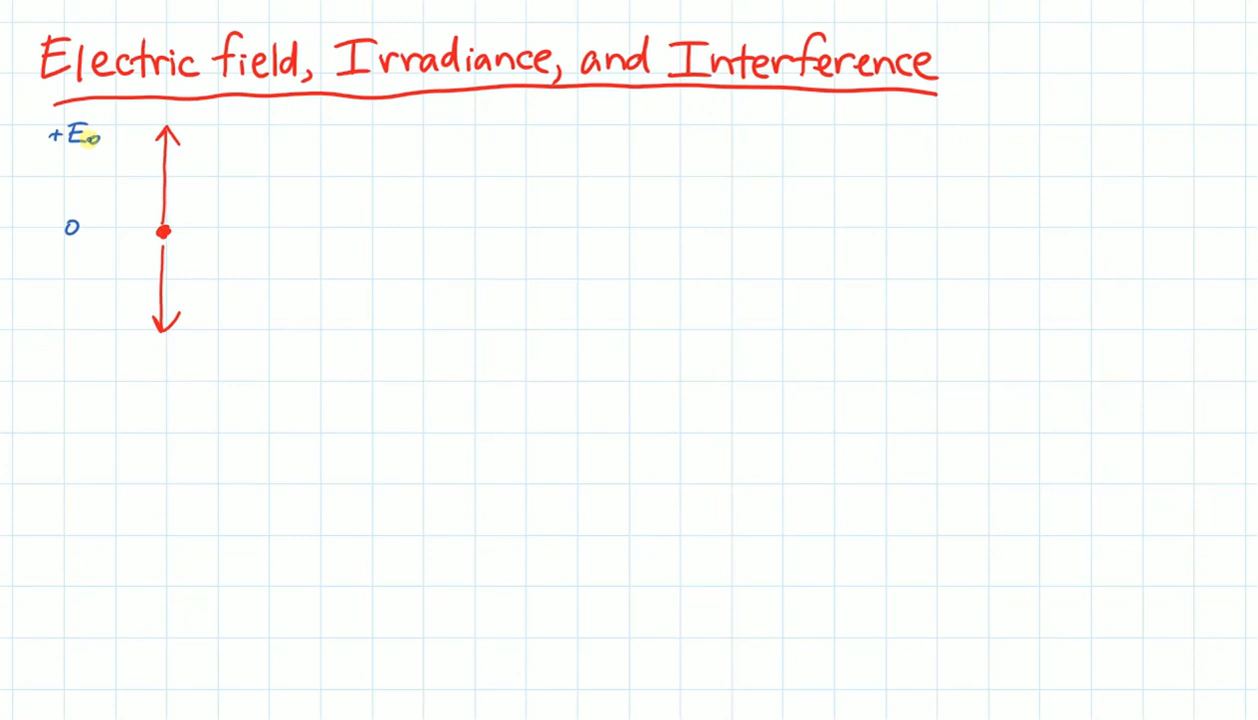 Electric field, Irradiance, and Interference
+E₀
0